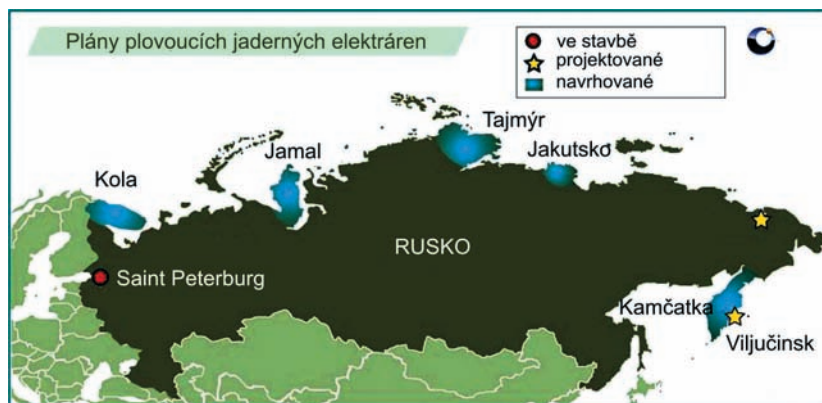 Plány plovoucích jaderných elektráren
ve stavbě
projektované
navrhované
Tajmýr
Jakutsko
Jamal
Kola
RUSKO
Saint Peterburg
Kamčatka
Viljučinsk